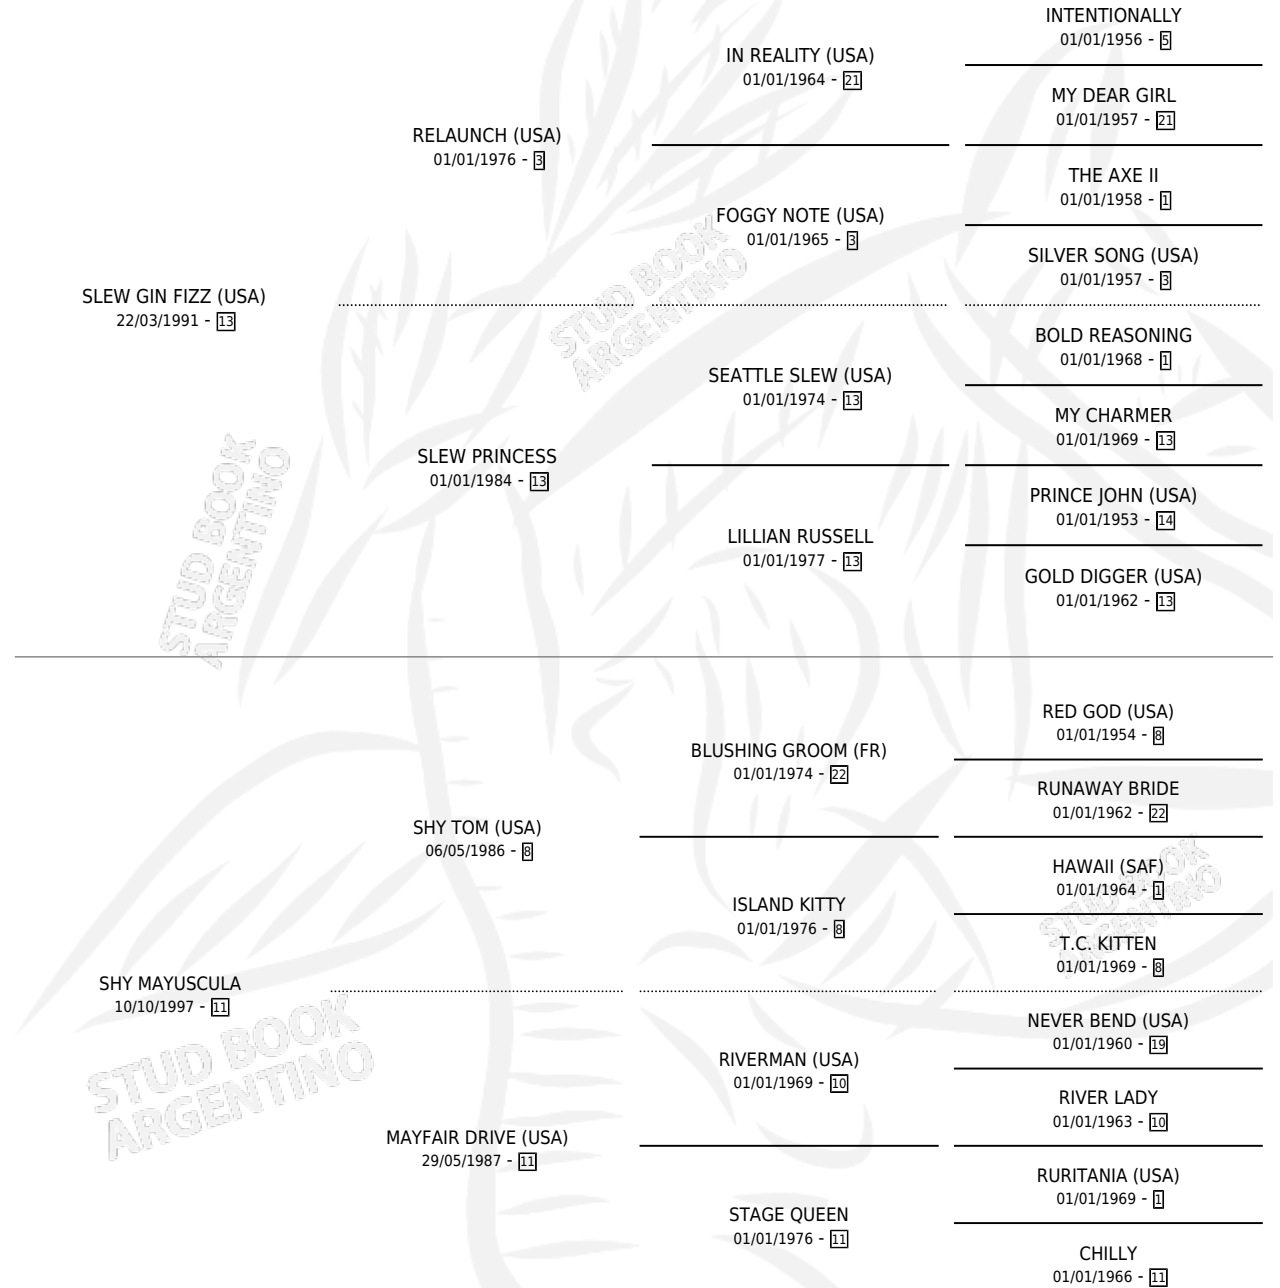 INTENTIONALLY
01/01/1956 - 5
IN REALITY (USA)
01/01/1964 - 21
MY DEAR GIRL
01/01/1957 - 21
RELAUNCH (USA)
01/01/1976 - 3
THE AXE II
01/01/1958 - 1
FOGGY NOTE (USA)
01/01/1965 - 3
SILVER SONG (USA)
01/01/1957 - 3
SLEW GIN FIZZ (USA)
22/03/1991 - 13
BOLD REASONING
01/01/1968 - 1
SEATTLE SLEW (USA)
01/01/1974 - 13
MY CHARMER
01/01/1969 - 13
SLEW PRINCESS
01/01/1984 - 13
PRINCE JOHN (USA)
01/01/1953 - 14
LILLIAN RUSSELL
01/01/1977 - 13
GOLD DIGGER (USA)
01/01/1962 - 13
RED GOD (USA)
01/01/1954 - 8
BLUSHING GROOM (FR)
01/01/1974 - 22
RUNAWAY BRIDE
01/01/1962 - 22
SHY TOM (USA)
06/05/1986 - 8
HAWAII (SAF)
01/01/1964 - 1
ISLAND KITTY
01/01/1976 - 8
T.C. KITTEN
01/01/1969 - 8
SHY MAYUSCULA
10/10/1997 - 11
NEVER BEND (USA)
01/01/1960 - 19
RIVERMAN (USA)
01/01/1969 - 10
RIVER LADY
01/01/1963 - 10
MAYFAIR DRIVE (USA)
29/05/1987 - 11
RURITANIA (USA)
01/01/1969 - 1
STAGE QUEEN
01/01/1976 - 11
CHILLY
01/01/1966 - 11
STUD BOOK
ARGENTINO
STUD BOOK
ARGENTINO
STUD BOOK
ARGENTINO
STUD BOOK
ARGENTINO